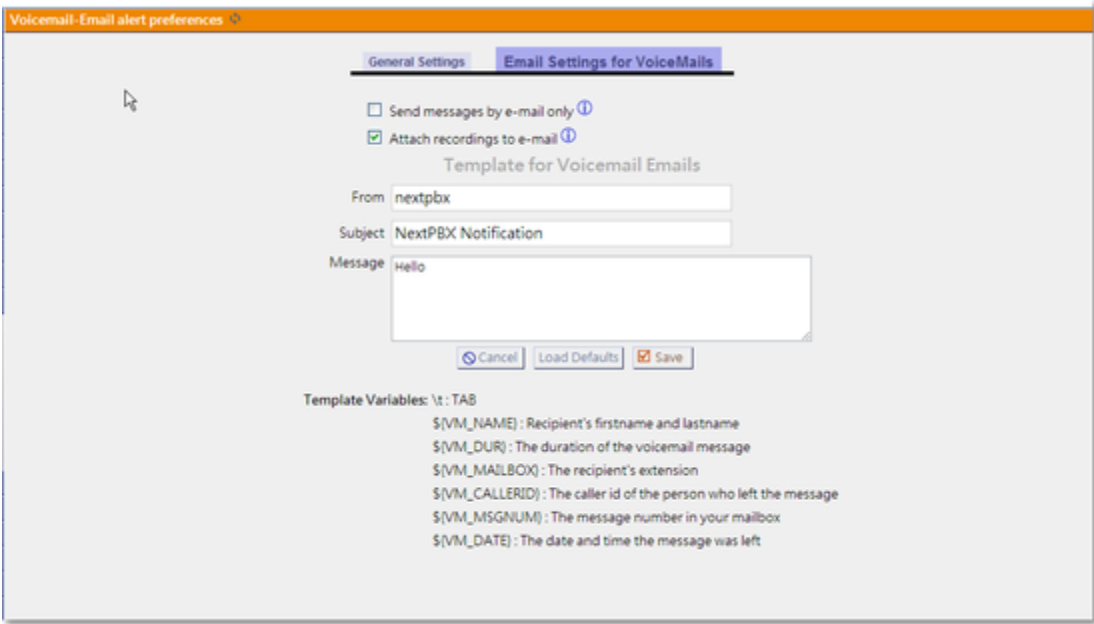 Voicemail-Email alert preferences
General Settings Email Settings for VoiceMails
Send messages by e-mail only
Attach recordings to e-mail
Template for Voicemail Emails
From nextpbx
Subject NextPBX Notification
Message Hello
Cancel Load Defaults Save
Template Variables: \t : TAB
${VM_NAME} : Recipient's firstname and lastname
${VM_DUR} : The duration of the voicemail message
${VM_MAILBOX} : The recipient's extension
${VM_CALLERID} : The caller id of the person who left the message
${VM_MSGNUM} : The message number in your mailbox
${VM_DATE} : The date and time the message was left